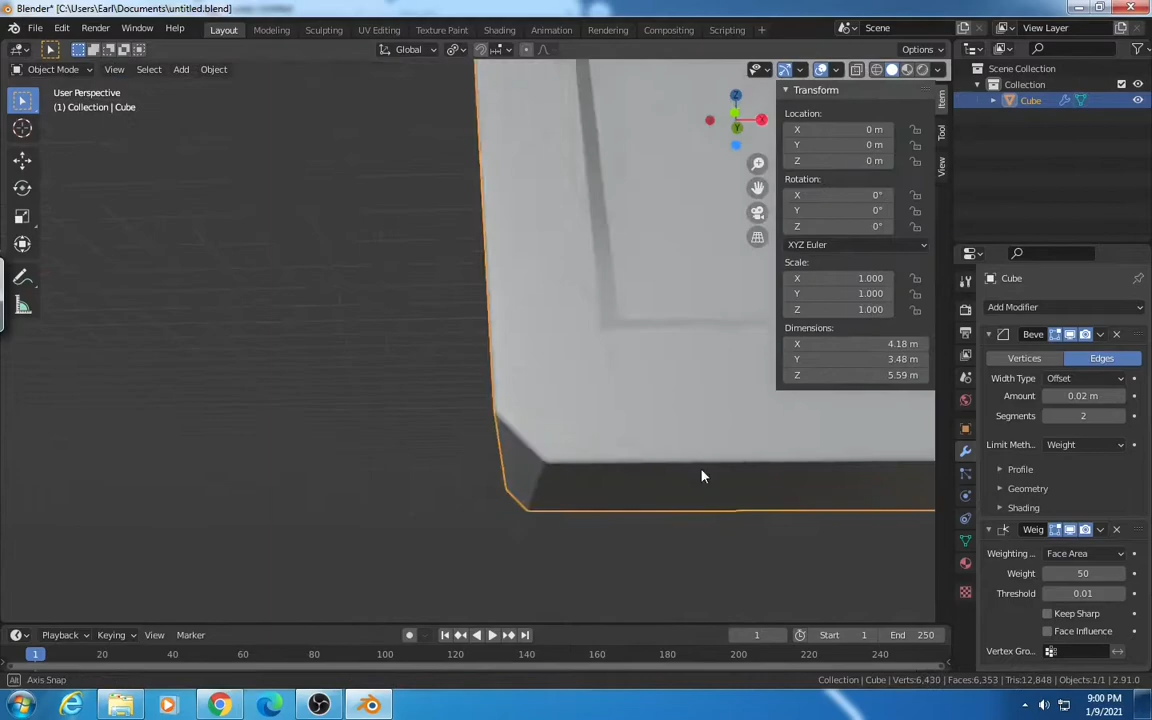 Blender* [C:\Users\Earl\Documents\untitled.blend]
File Edit Render Window Help
Layout Modeling Sculpting UV Editing Texture Paint Shading Animation Rendering Compositing Scripting +
Scene View Layer
Global Options
Object Mode View Select Add Object
User Perspective
(1) Collection | Cube
Z
X
Y
Transform
Location:
X 0 m
Y 0 m
Z 0 m
Rotation:
X 0°
Y 0°
Z 0°
XYZ Euler
Scale:
X 1.000
Y 1.000
Z 1.000
Dimensions:
X 4.18 m
Y 3.48 m
Z 5.59 m
Item
Tool
View
Scene Collection
Collection
Cube
Cube
Add Modifier
Beve
Vertices Edges
Width Type Offset
Amount 0.02 m
Segments 2
Limit Meth.. Weight
Profile
Geometry
Shading
Weig
Weighting ... Face Area
Weight 50
Threshold 0.01
Keep Sharp
Face Influence
Vertex Gro..
Playback Keying View Marker
1 Start 1 End 250
1 20 40 60 80 100 120 140 160 180 200 220 240
Alt Axis Snap
Collection | Cube | Verts:6,430 | Faces:6,353 | Tris:12,848 | Objects:1/1 | 2.91.0
9:00 PM
1/9/2021